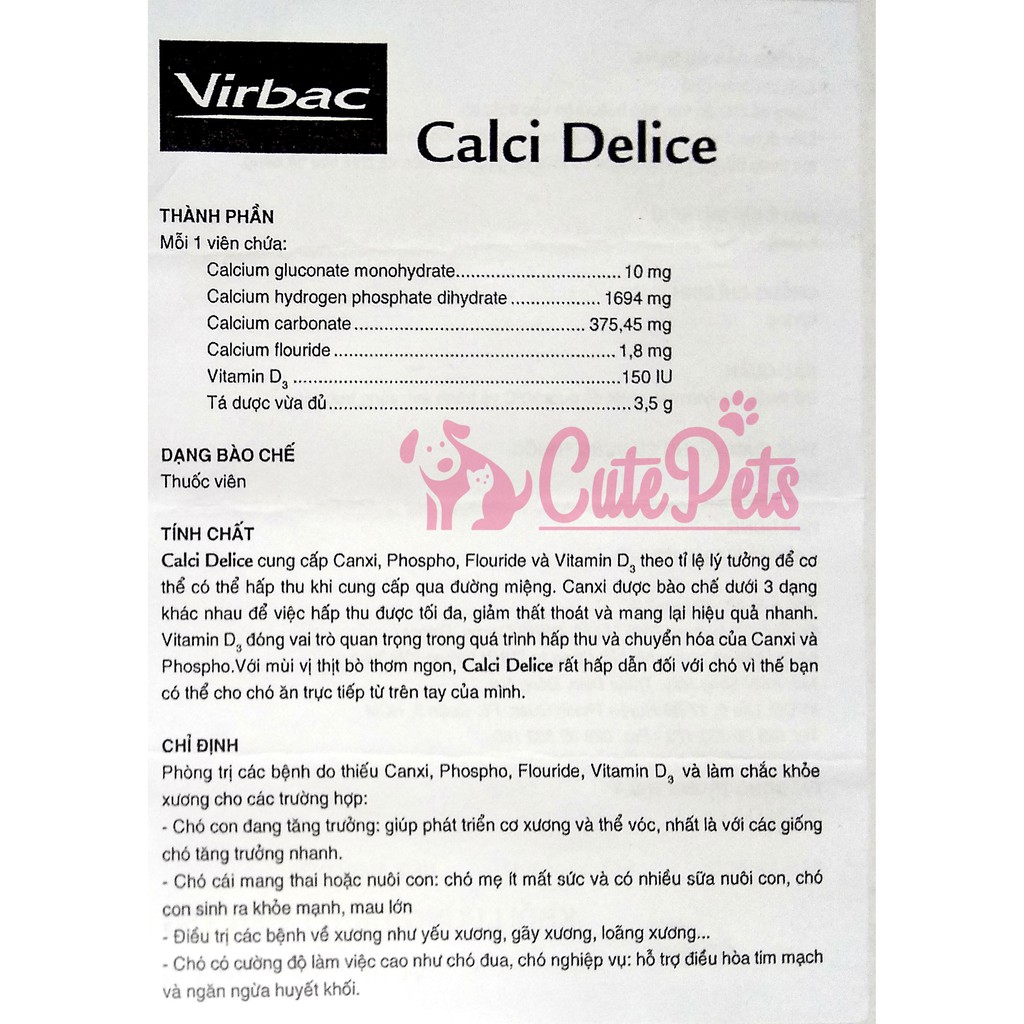 Virbac
Calci Delice
THÀNH PHẦN
Mỗi 1 viên chứa:
Calcium gluconate monohydrate................................. 10 mg
Calcium hydrogen phosphate dihydrate .................. 1694 mg
Calcium carbonate.............................................. 375,45 mg
Calcium flouride ........................................................ 1,8 mg
Vitamin D3 .................................................................150 IU
Tá dược vừa đủ............................................................ 3,5 g
DẠNG BÀO CHẾ
Thuốc viên
CutePets
TÍNH CHẤT
Calci Delice cung cấp Canxi, Phospho, Flouride và Vitamin D3 theo tỉ lệ lý tưởng để cơ
thể có thể hấp thu khi cung cấp qua đường miệng. Canxi được bào chế dưới 3 dạng
khác nhau để việc hấp thu được tối đa, giảm thất thoát và mang lại hiệu quả nhanh.
Vitamin D3 đóng vai trò quan trọng trong quá trình hấp thu và chuyển hóa của Canxi và
Phospho.Với mùi vị thịt bò thơm ngon, Calci Delice rất hấp dẫn đối với chó vì thế bạn
có thể cho chó ăn trực tiếp từ trên tay của mình.
CHỈ ĐỊNH
Phòng trị các bệnh do thiếu Canxi, Phospho, Flouride, Vitamin D3 và làm chắc khỏe
xương cho các trường hợp:
- Chó con đang tăng trưởng: giúp phát triển cơ xương và thể vóc, nhất là với các giống
chó tăng trưởng nhanh.
- Chó cái mang thai hoặc nuôi con: chó mẹ ít mất sức và có nhiều sữa nuôi con, chó
con sinh ra khỏe mạnh, mau lớn
- Điều trị các bệnh về xương như yếu xương, gãy xương, loãng xương...
- Chó có cường độ làm việc cao như chó đua, chó nghiệp vụ: hỗ trợ điều hòa tim mạch
và ngăn ngừa huyết khối.